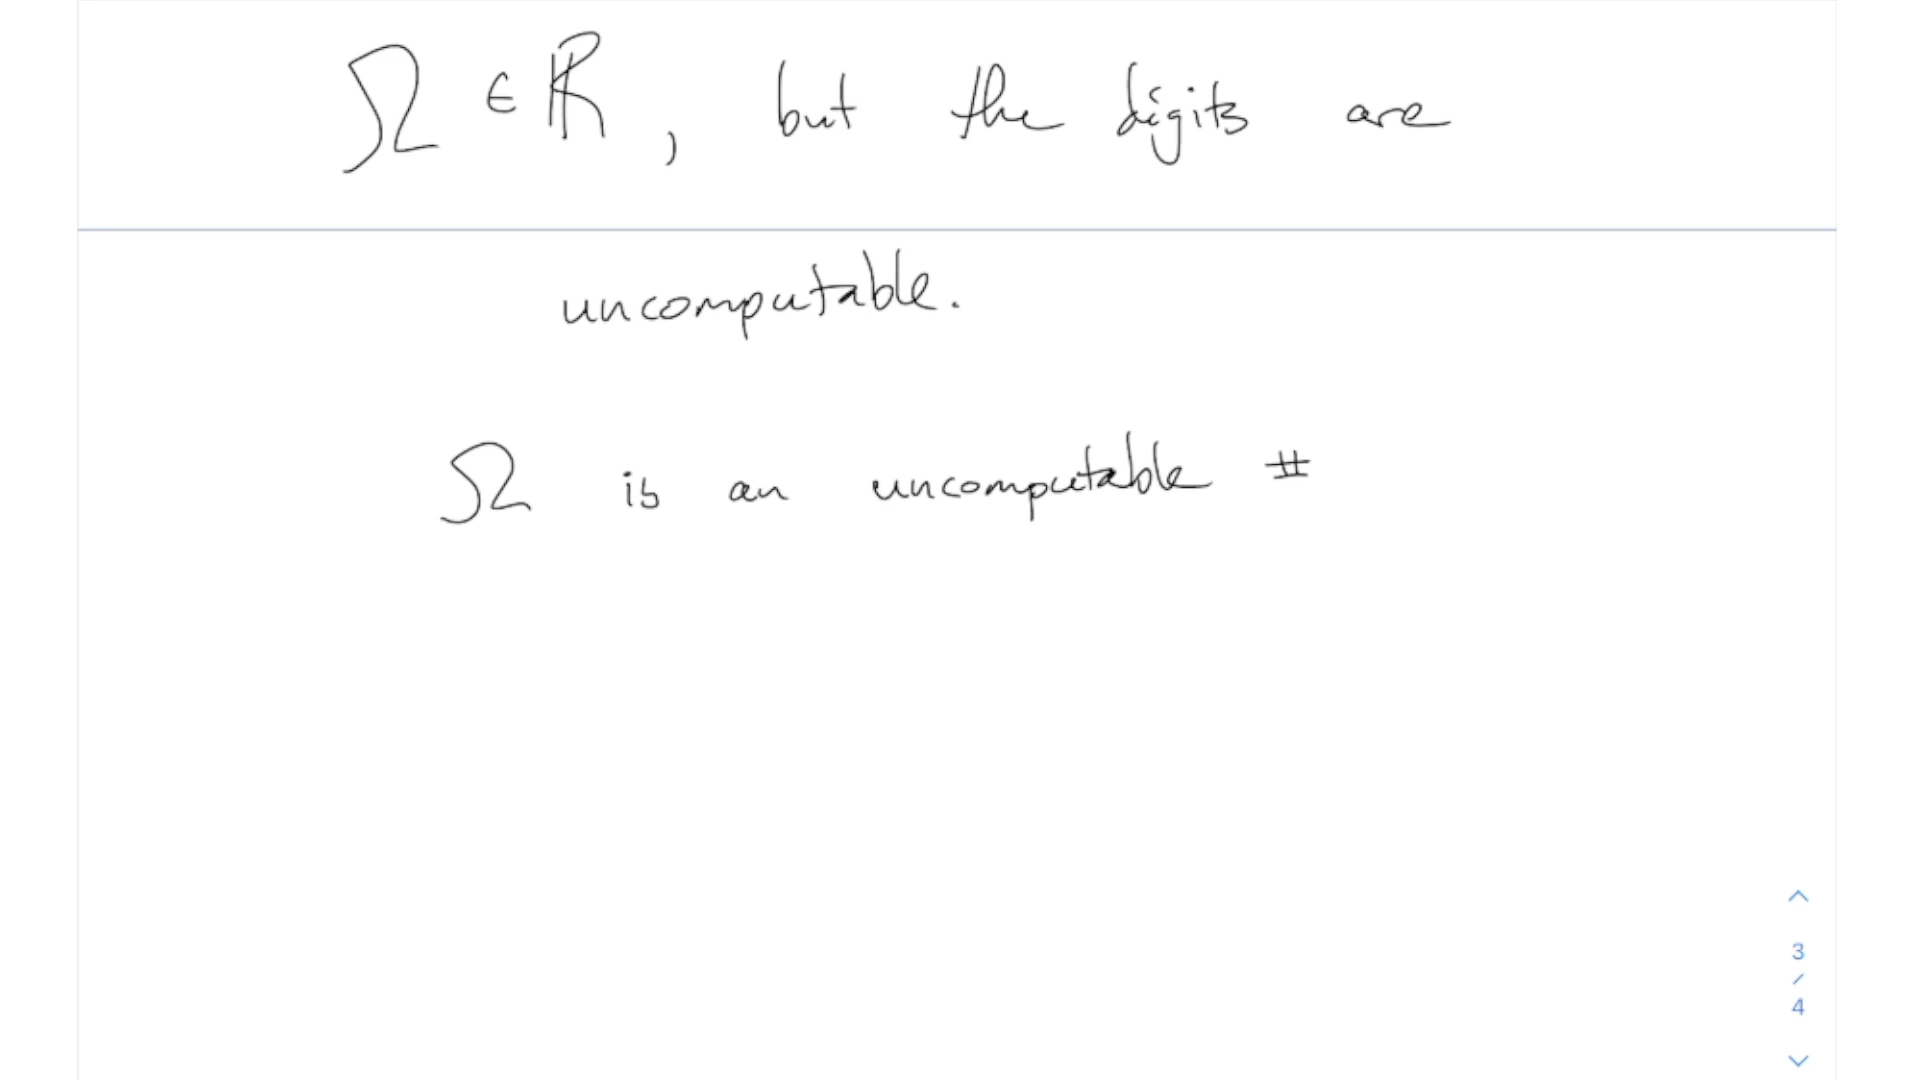 Ω ∈ ℝ, but the digits are
uncomputable.
Ω is an uncomputable #
3
/
4